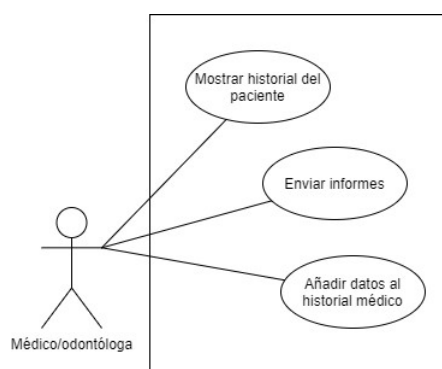 Mostrar historial del
paciente
Enviar informes
Añadir datos al
historial médico
Médico/odontóloga